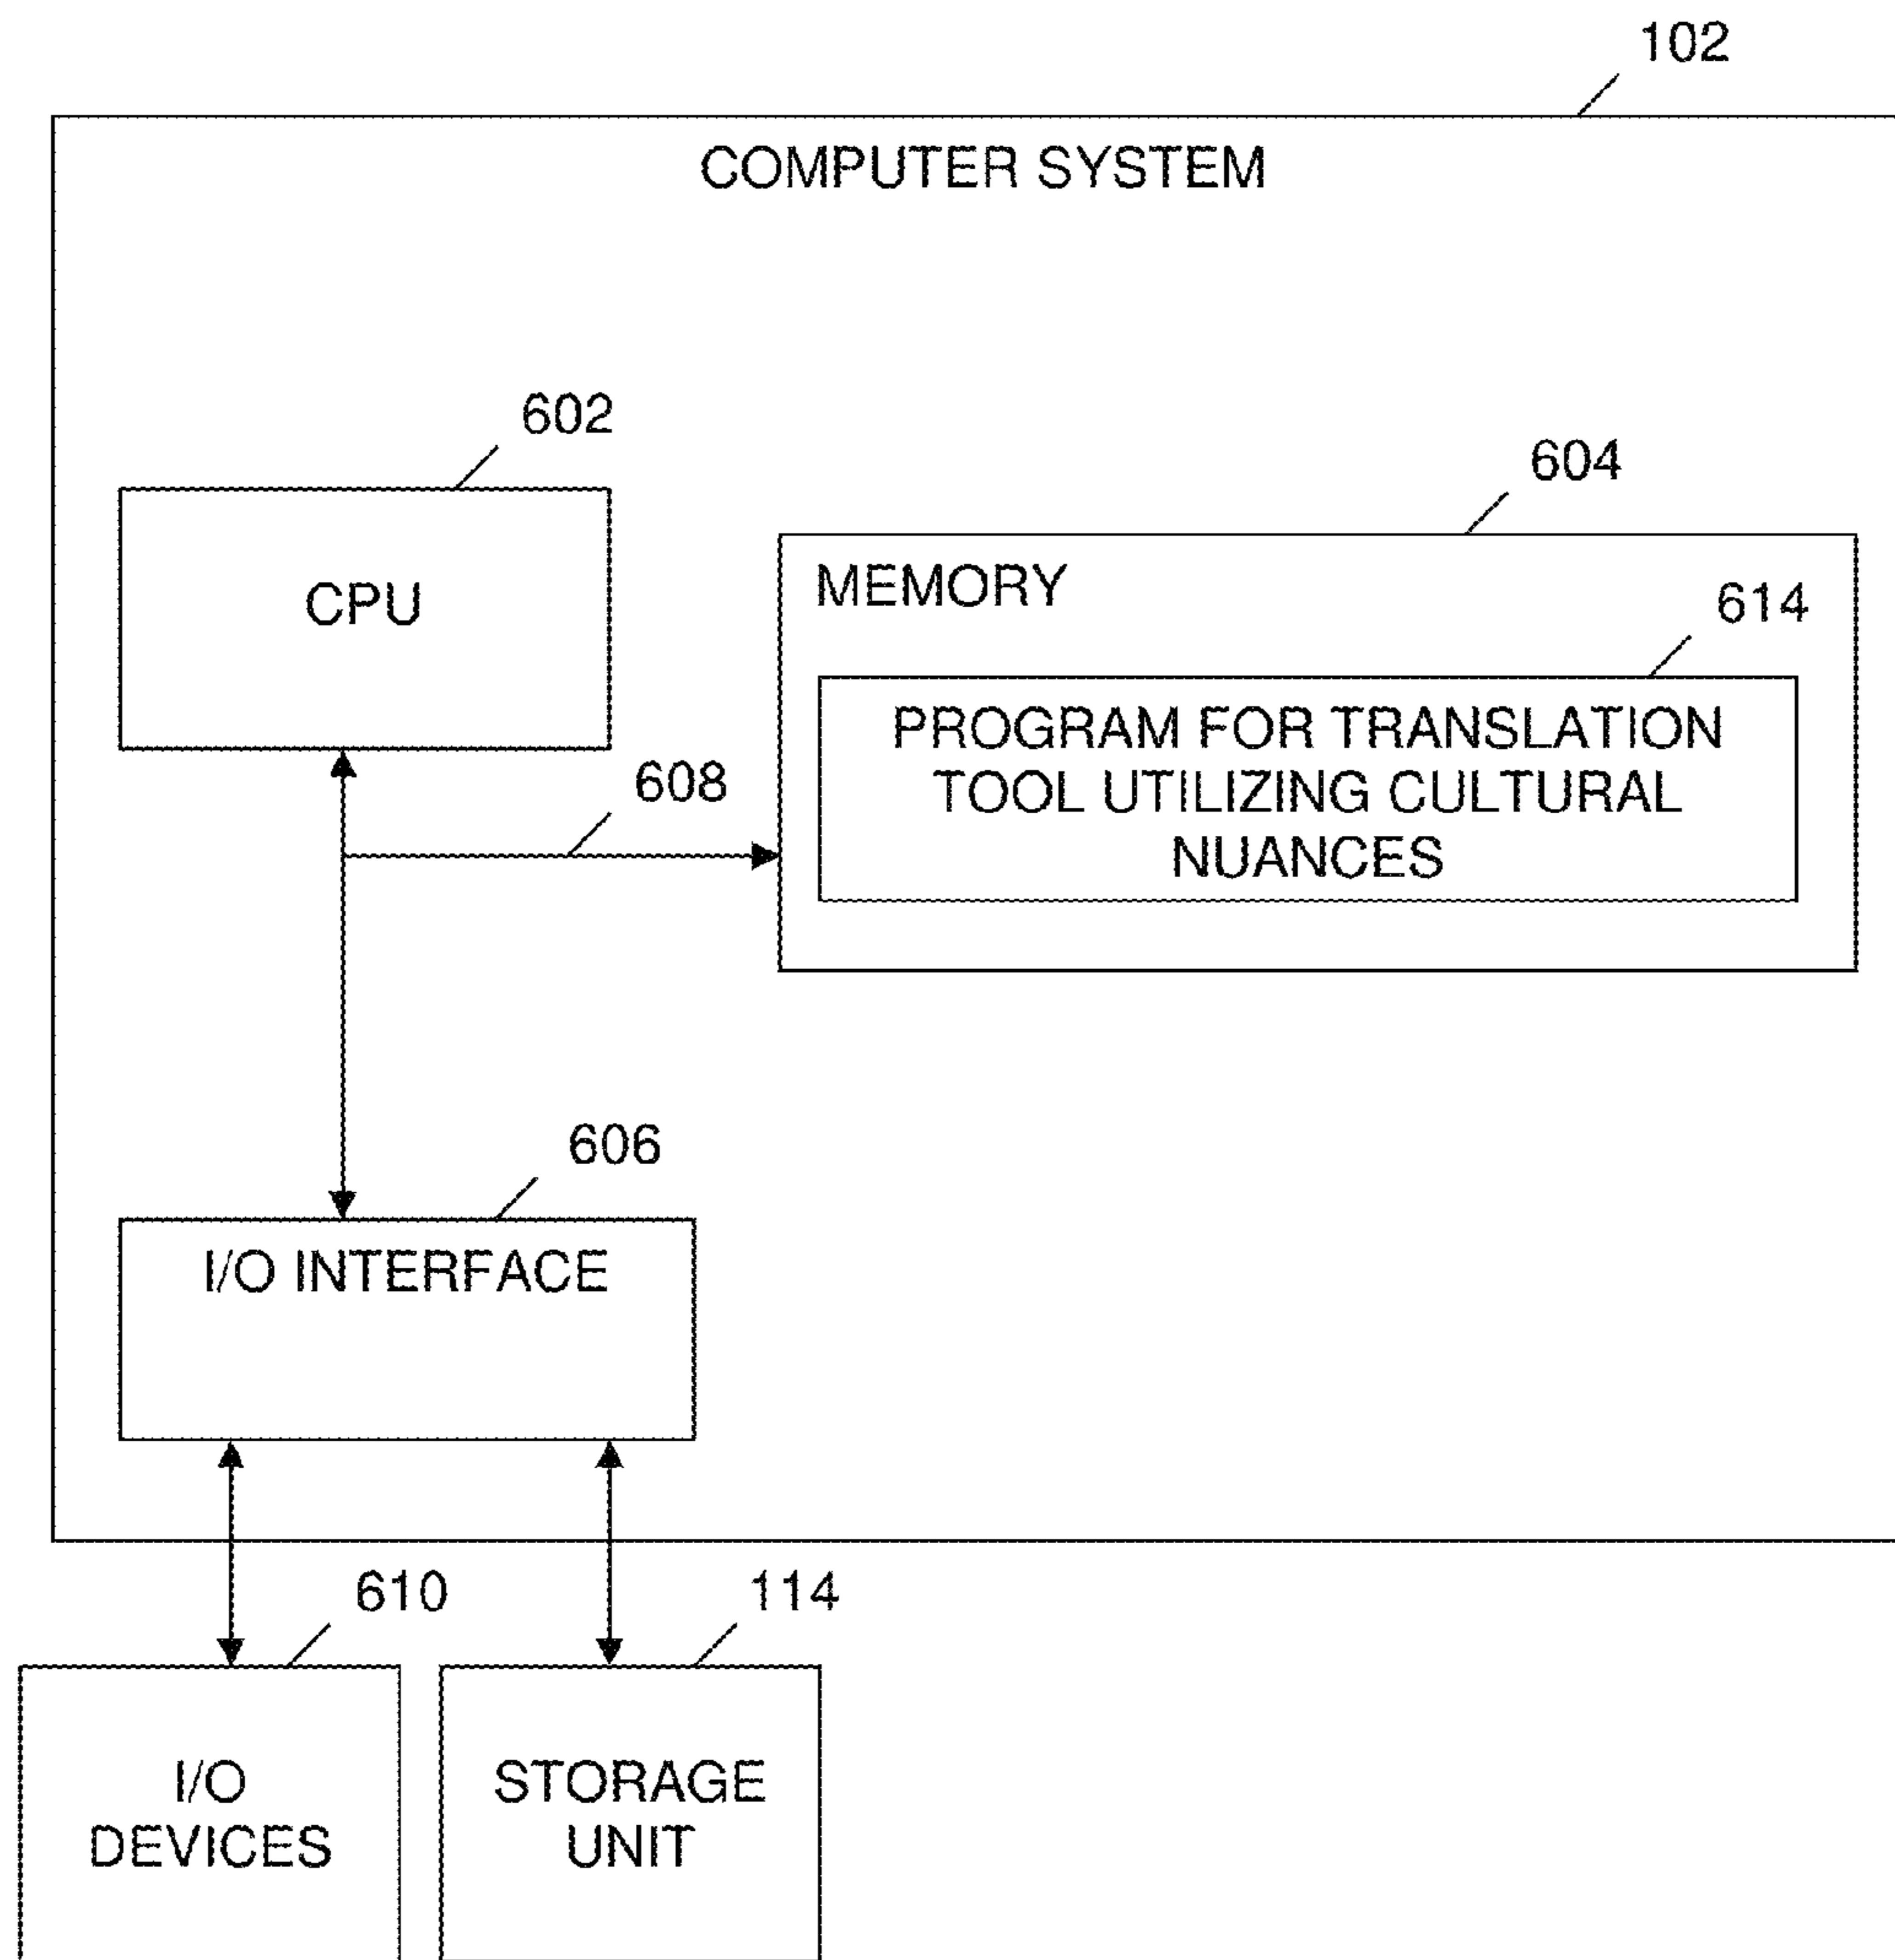 102
COMPUTER SYSTEM
602
CPU
604
MEMORY
614
PROGRAM FOR TRANSLATION
TOOL UTILIZING CULTURAL
NUANCES
608
606
I/O INTERFACE
610
114
I/O
DEVICES
STORAGE
UNIT